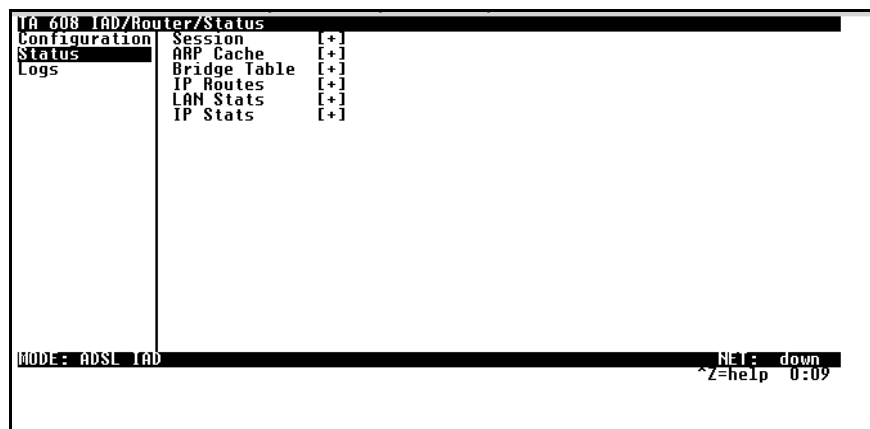 TA 608 IAD/Router/Status
Configuration Session [+]
Status ARP Cache [+]
Logs Bridge Table [+]
IP Routes [+]
LAN Stats [+]
IP Stats [+]
MODE: ADSL IAD NET: down
^Z=help 0:09